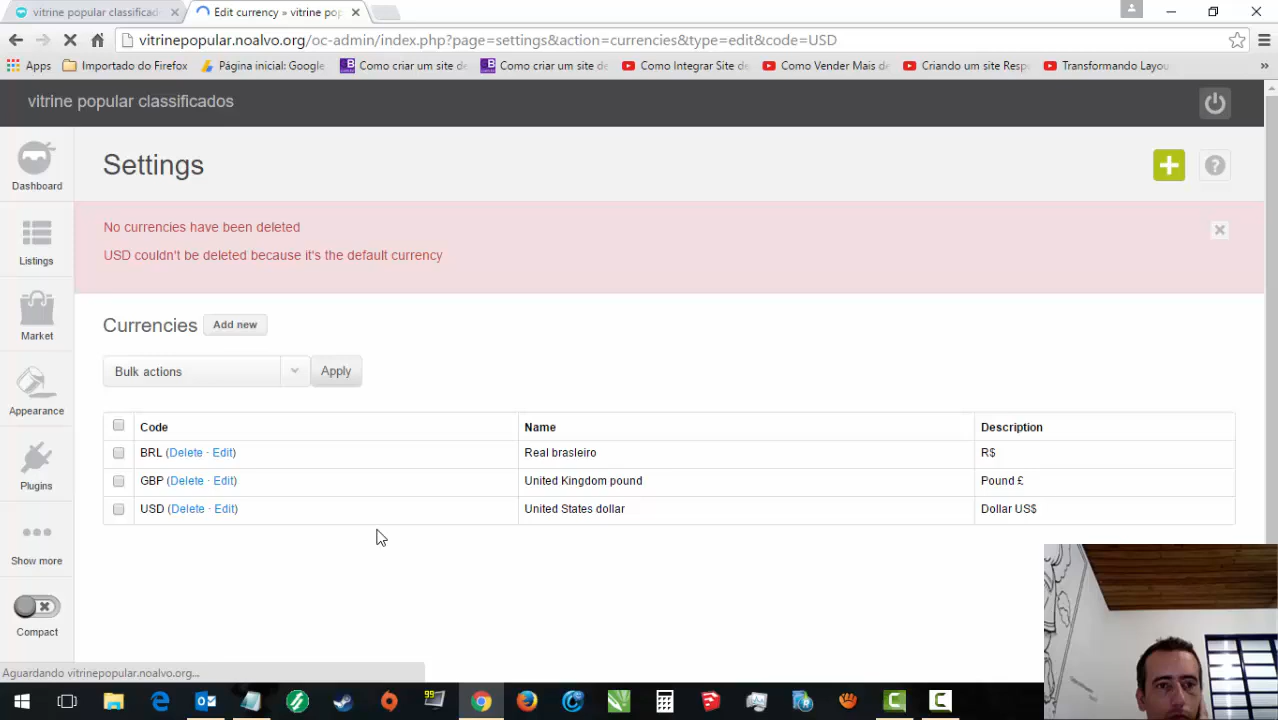 vitrine popular classificad
Edit currency » vitrine pop
vitrinepopular.noalvo.org/oc-admin/index.php?page=settings&action=currencies&type=edit&code=USD
Apps
Importado do Firefox
Página inicial: Google
Como criar um site de
Como criar um site de
Como Integrar Site de
Como Vender Mais de
Criando um site Resp
Transformando Layou
»
vitrine popular classificados
Dashboard
Listings
Market
Appearance
Plugins
Show more
Compact
Settings
No currencies have been deleted
USD couldn't be deleted because it's the default currency
Currencies
Add new
Bulk actions
Apply
Code Name Description
BRL (Delete · Edit) Real brasleiro R$
GBP (Delete · Edit) United Kingdom pound Pound £
USD (Delete · Edit) United States dollar Dollar US$
Aguardando vitrinepopular.noalvo.org...
99